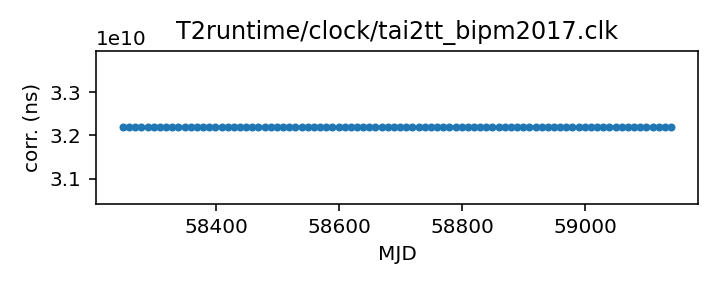 T2runtime/clock/tai2tt_bipm2017.clk
1e10
3.3
3.2
3.1
corr. (ns)
58400 58600 58800 59000
MJD